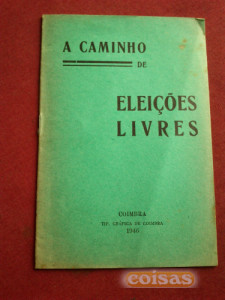 A CAMINHO
DE
ELEIÇÕES
LIVRES
COIMBRA
TIP. GRÁFICA DE COIMBRA
1946
coisas